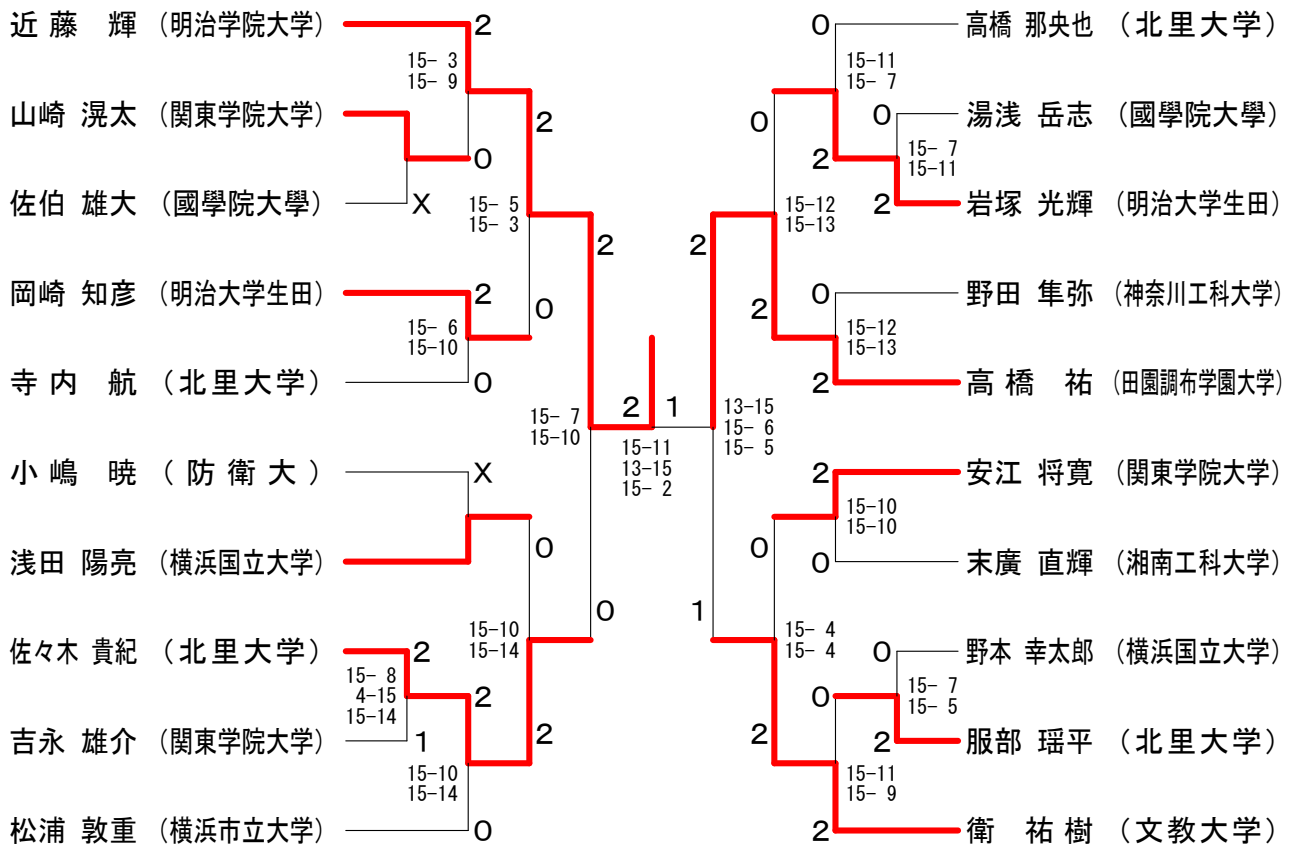 近藤 輝 (明治学院大学)
2
15- 3
15- 9
山崎 滉太 (関東学院大学)
0
佐伯 雄大 (國學院大學)
X
2
15- 5
15- 3
岡崎 知彦 (明治大学生田)
2
15- 6
15-10
0
寺内 航 (北里大学)
0
2
15- 7
15-10
小嶋 暁 (防衛大)
X
浅田 陽亮 (横浜国立大学)
0
0
15-10
15-14
佐々木 貴紀 (北里大学)
2
15- 8
4-15
15-14
2
吉永 雄介 (関東学院大学)
1
2
15-10
15-14
松浦 敦重 (横浜市立大学)
0
2 1
15-11
13-15
15- 2
0 高橋 那央也 (北里大学)
15-11
15- 7
0 湯浅 岳志 (國學院大學)
0
15- 7
15-11
2
2 岩塚 光輝 (明治大学生田)
15-12
15-13
2
0 野田 隼弥 (神奈川工科大学)
2
15-12
15-13
2 高橋 祐 (田園調布学園大学)
13-15
15- 6
15- 5
2 安江 将寛 (関東学院大学)
15-10
15-10
0
0 末廣 直輝 (湘南工科大学)
1
15- 4
15- 4
0 野本 幸太郎 (横浜国立大学)
15- 7
15- 5
0
2 服部 瑶平 (北里大学)
2
15-11
15- 9
2 衛 祐樹 (文教大学)